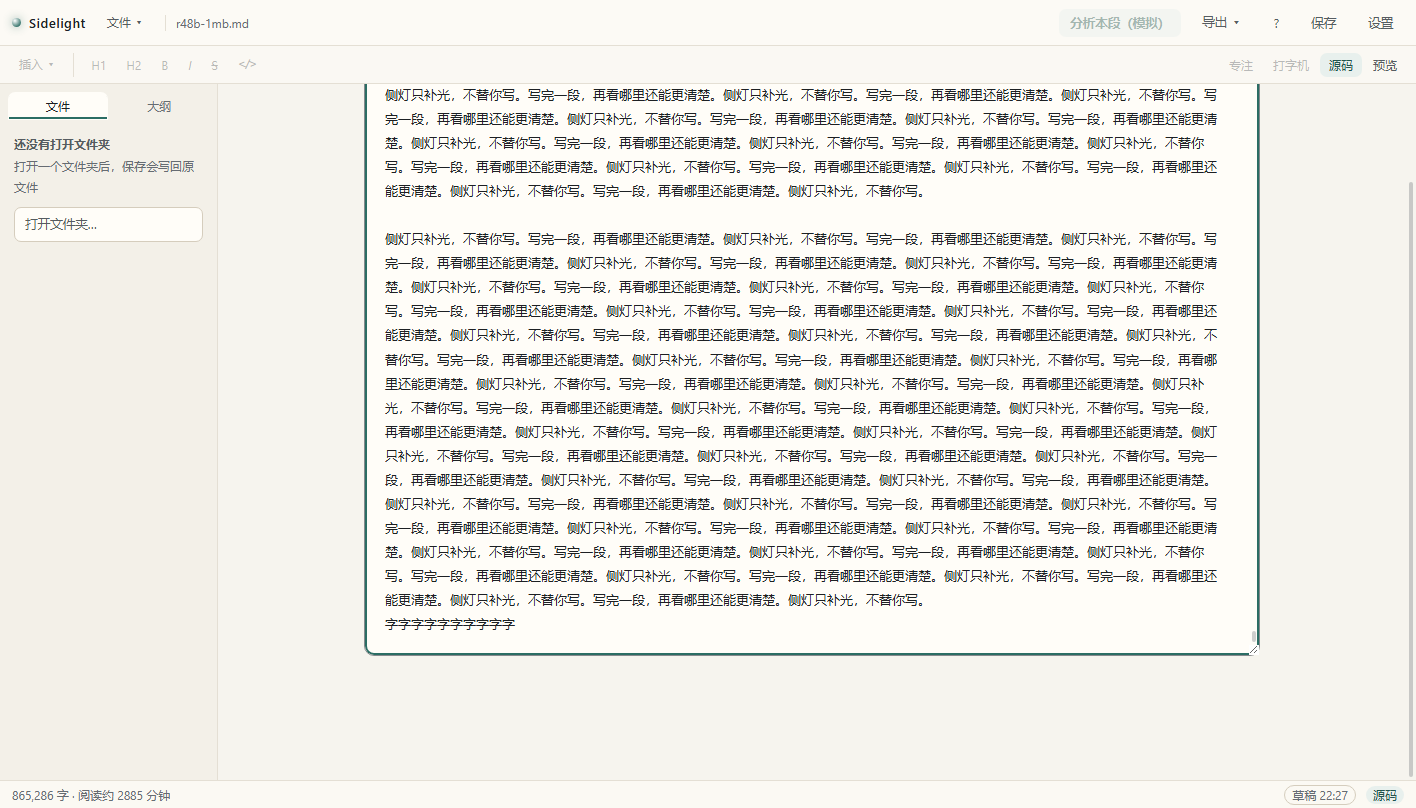 Sidelight 文件 r48b-1mb.md 分析本段（模拟） 导出 ? 保存 设置
插入 H1 H2 B I S </> 专注 打字机 源码 预览
文件 大纲
还没有打开文件夹
打开一个文件夹后，保存会写回原
文件
打开文件夹...
侧灯只补光，不替你写。写完一段，再看哪里还能更清楚。侧灯只补光，不替你写。写完一段，再看哪里还能更清楚。侧灯只补光，不替你写。写
完一段，再看哪里还能更清楚。侧灯只补光，不替你写。写完一段，再看哪里还能更清楚。侧灯只补光，不替你写。写完一段，再看哪里还能更清
楚。侧灯只补光，不替你写。写完一段，再看哪里还能更清楚。侧灯只补光，不替你写。写完一段，再看哪里还能更清楚。侧灯只补光，不替你
写。写完一段，再看哪里还能更清楚。侧灯只补光，不替你写。写完一段，再看哪里还能更清楚。侧灯只补光，不替你写。写完一段，再看哪里还
能更清楚。侧灯只补光，不替你写。写完一段，再看哪里还能更清楚。侧灯只补光，不替你写。
侧灯只补光，不替你写。写完一段，再看哪里还能更清楚。侧灯只补光，不替你写。写完一段，再看哪里还能更清楚。侧灯只补光，不替你写。写
完一段，再看哪里还能更清楚。侧灯只补光，不替你写。写完一段，再看哪里还能更清楚。侧灯只补光，不替你写。写完一段，再看哪里还能更清
楚。侧灯只补光，不替你写。写完一段，再看哪里还能更清楚。侧灯只补光，不替你写。写完一段，再看哪里还能更清楚。侧灯只补光，不替你
写。写完一段，再看哪里还能更清楚。侧灯只补光，不替你写。写完一段，再看哪里还能更清楚。侧灯只补光，不替你写。写完一段，再看哪里还
能更清楚。侧灯只补光，不替你写。写完一段，再看哪里还能更清楚。侧灯只补光，不替你写。写完一段，再看哪里还能更清楚。侧灯只补光，不
替你写。写完一段，再看哪里还能更清楚。侧灯只补光，不替你写。写完一段，再看哪里还能更清楚。侧灯只补光，不替你写。写完一段，再看哪
里还能更清楚。侧灯只补光，不替你写。写完一段，再看哪里还能更清楚。侧灯只补光，不替你写。写完一段，再看哪里还能更清楚。侧灯只补
光，不替你写。写完一段，再看哪里还能更清楚。侧灯只补光，不替你写。写完一段，再看哪里还能更清楚。侧灯只补光，不替你写。写完一段，
再看哪里还能更清楚。侧灯只补光，不替你写。写完一段，再看哪里还能更清楚。侧灯只补光，不替你写。写完一段，再看哪里还能更清楚。侧灯
只补光，不替你写。写完一段，再看哪里还能更清楚。侧灯只补光，不替你写。写完一段，再看哪里还能更清楚。侧灯只补光，不替你写。写完一
段，再看哪里还能更清楚。侧灯只补光，不替你写。写完一段，再看哪里还能更清楚。侧灯只补光，不替你写。写完一段，再看哪里还能更清楚。
侧灯只补光，不替你写。写完一段，再看哪里还能更清楚。侧灯只补光，不替你写。写完一段，再看哪里还能更清楚。侧灯只补光，不替你写。写
完一段，再看哪里还能更清楚。侧灯只补光，不替你写。写完一段，再看哪里还能更清楚。侧灯只补光，不替你写。写完一段，再看哪里还能更清
楚。侧灯只补光，不替你写。写完一段，再看哪里还能更清楚。侧灯只补光，不替你写。写完一段，再看哪里还能更清楚。侧灯只补光，不替你
写。写完一段，再看哪里还能更清楚。侧灯只补光，不替你写。写完一段，再看哪里还能更清楚。侧灯只补光，不替你写。写完一段，再看哪里还
能更清楚。侧灯只补光，不替你写。写完一段，再看哪里还能更清楚。侧灯只补光，不替你写。
字字字字字字字字字字
865,286 字 · 阅读约 2885 分钟 草稿 22:27 源码